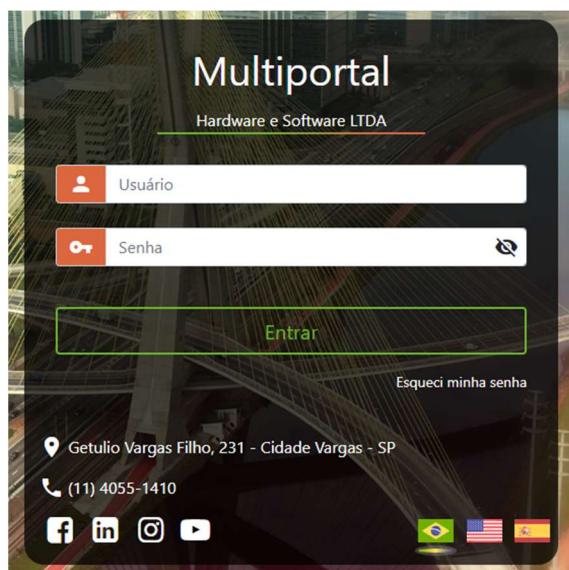 Multiportal
Hardware e Software LTDA
Usuário
Senha
Entrar
Esqueci minha senha
Getulio Vargas Filho, 231 - Cidade Vargas - SP
(11) 4055-1410